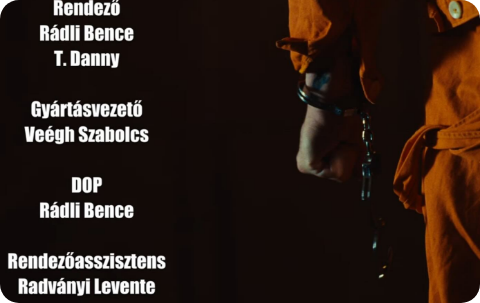 Rendező
Rádli Bence
T. Danny
Gyártásvezető
Veégh Szabolcs
DOP
Rádli Bence
Rendezőasszisztens
Radványi Levente